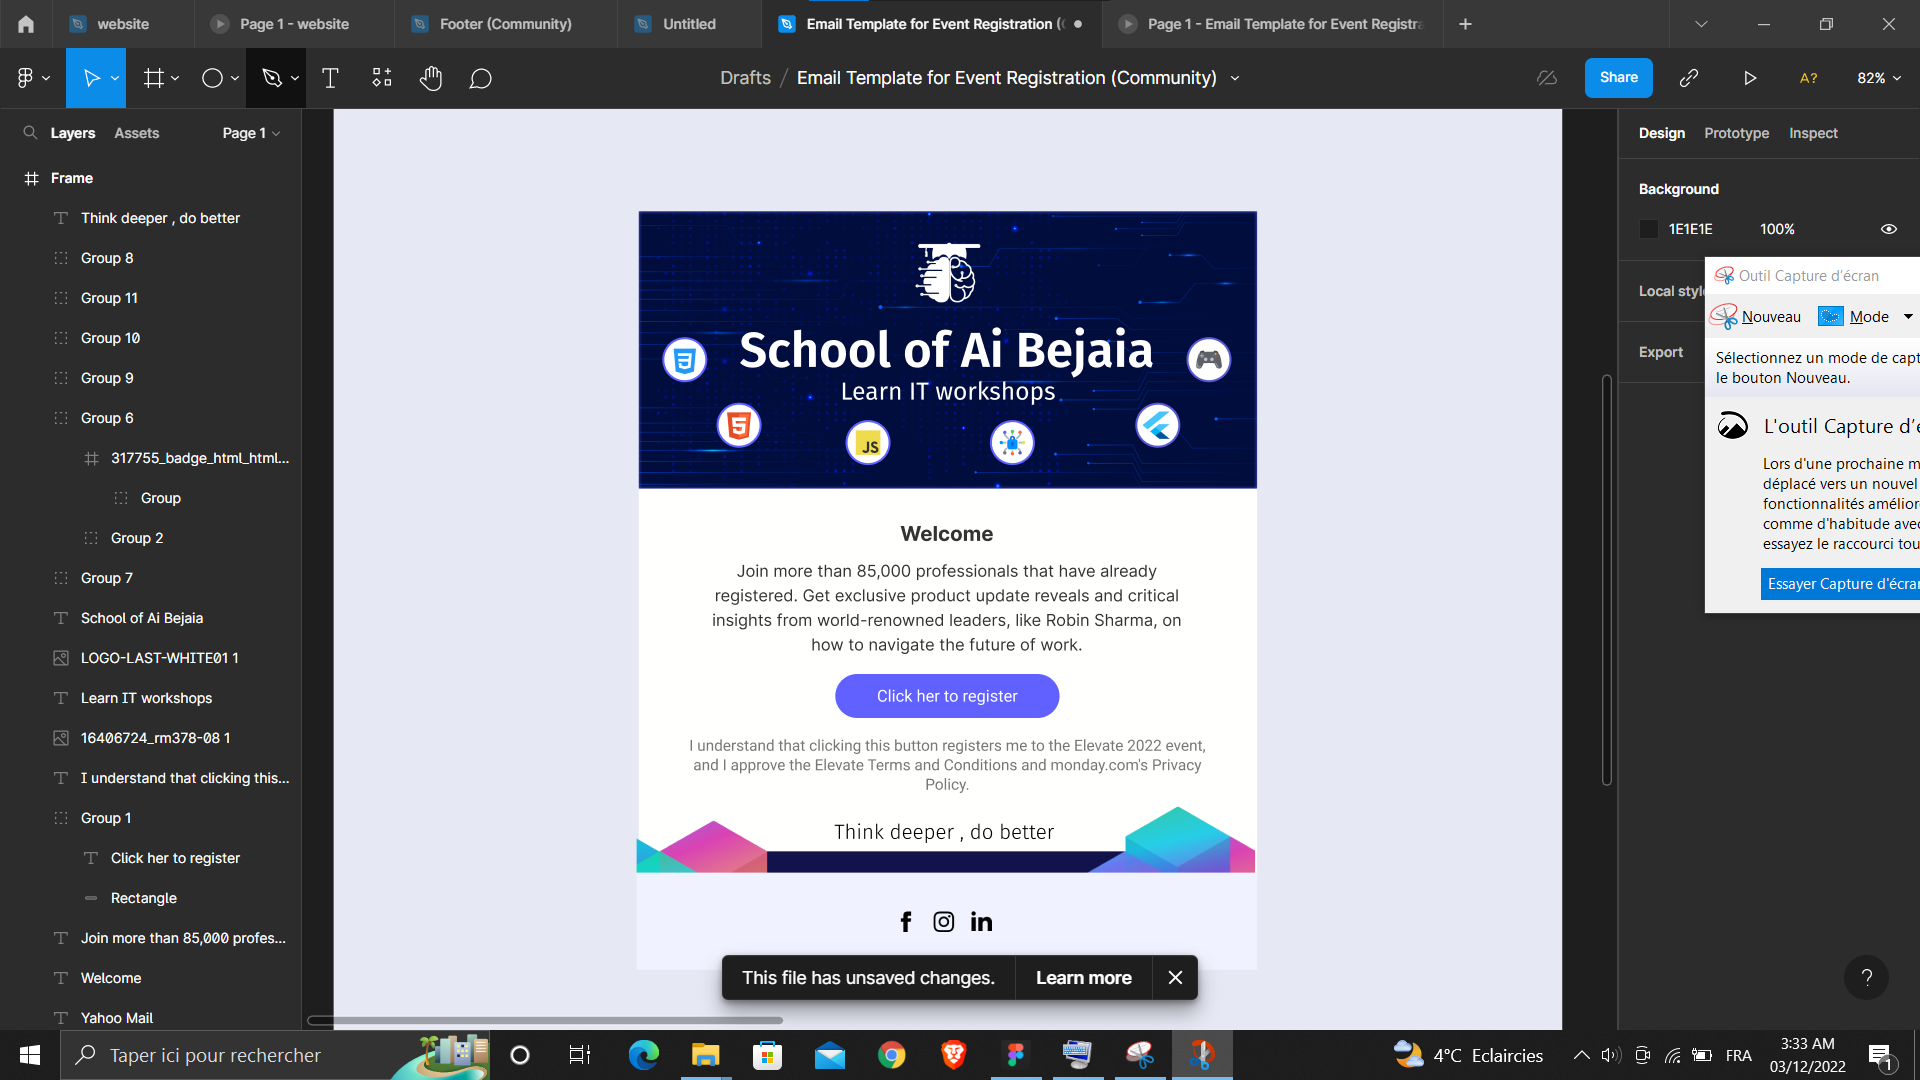 website
Page 1 - website
Footer (Community)
Untitled
Email Template for Event Registration (
Page 1 - Email Template for Event Registra
Drafts / Email Template for Event Registration (Community)
Share
A?
82%
Layers
Assets
Page 1
Design
Prototype
Inspect
Frame
Think deeper , do better
Group 8
Group 11
Group 10
Group 9
Group 6
317755_badge_html_html...
Group
Group 2
Group 7
School of Ai Bejaia
LOGO-LAST-WHITE01 1
Learn IT workshops
16406724_rm378-08 1
I understand that clicking this...
Group 1
Click her to register
Rectangle
Join more than 85,000 profes...
Welcome
Yahoo Mail
School of Ai Bejaia
Learn IT workshops
JS
Welcome
Join more than 85,000 professionals that have already
registered. Get exclusive product update reveals and critical
insights from world-renowned leaders, like Robin Sharma, on
how to navigate the future of work.
Click her to register
I understand that clicking this button registers me to the Elevate 2022 event,
and I approve the Elevate Terms and Conditions and monday.com's Privacy
Policy.
Think deeper , do better
This file has unsaved changes.
Learn more
Background
1E1E1E
100%
Local style
Export
Outil Capture d'écran
Nouveau
Mode
Sélectionnez un mode de capt
le bouton Nouveau.
L'outil Capture d'é
Lors d'une prochaine m
déplacé vers un nouvel
fonctionnalités amélior
comme d'habitude avec
essayez le raccourci tou
Essayer Capture d'écran
?
Taper ici pour rechercher
4°C Eclaircies
FRA
3:33 AM
03/12/2022
1